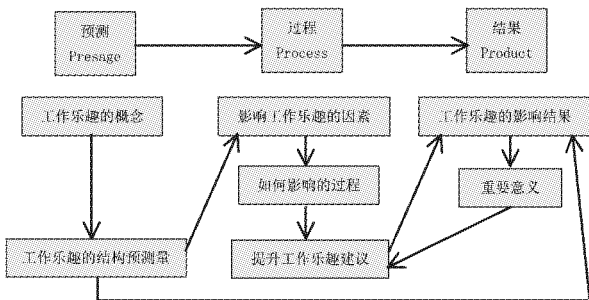 预测
Presage
过程
Process
结果
Product
工作乐趣的概念
影响工作乐趣的因素
工作乐趣的影响结果
如何影响的过程
重要意义
工作乐趣的结构预测量
提升工作乐趣建议